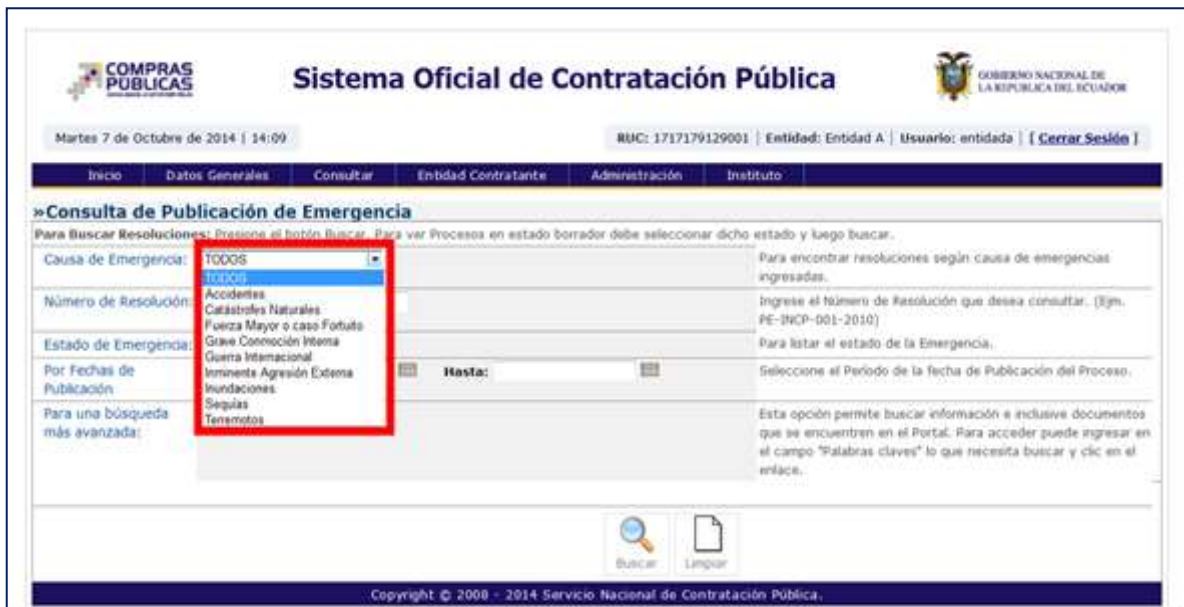 COMPRAS
PÚBLICAS
Sistema Oficial de Contratación Pública
GOBIERNO NACIONAL DE
LA REPUBLICA DEL ECUADOR
Martes 7 de Octubre de 2014 | 14:09
RUC: 1717179129001 | Entidad: Entidad A | Usuario: entidada | [ Cerrar Sesión ]
Inicio Datos Generales Consultar Entidad Contratante Administración Instituto
»Consulta de Publicación de Emergencia
Para Buscar Resoluciones: Presione el botón Buscar. Para ver Procesos en estado borrador debe seleccionar dicho estado y luego buscar.
Causa de Emergencia:
TODOS
TODOS
Accidentes
Catástrofes Naturales
Fuerza Mayor o caso Fortuito
Grave Conmoción Interna
Guerra Internacional
Inminente Agresión Externa
Inundaciones
Sequías
Terremotos
Para encontrar resoluciones según causa de emergencias
ingresadas.
Número de Resolución:
Ingrese el Número de Resolución que desea consultar. (Ejm.
PE-INCP-001-2010)
Estado de Emergencia:
Para listar el estado de la Emergencia.
Por Fechas de
Publicación
Hasta:
Seleccione el Periodo de la fecha de Publicación del Proceso.
Para una búsqueda
más avanzada:
Esta opción permite buscar información e inclusive documentos
que se encuentren en el Portal. Para acceder puede ingresar en
el campo "Palabras claves" lo que necesita buscar y clic en el
enlace.
Buscar Limpiar
Copyright © 2008 - 2014 Servicio Nacional de Contratación Pública.